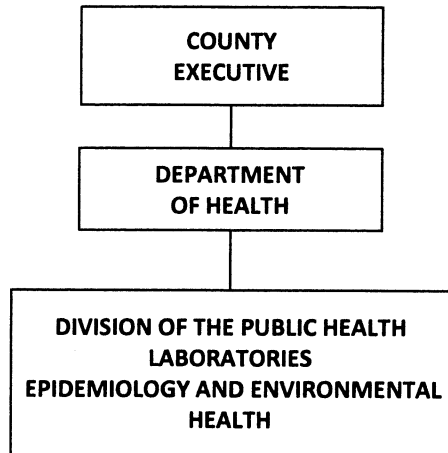 COUNTY
EXECUTIVE
DEPARTMENT
OF HEALTH
DIVISION OF THE PUBLIC HEALTH
LABORATORIES
EPIDEMIOLOGY AND ENVIRONMENTAL
HEALTH